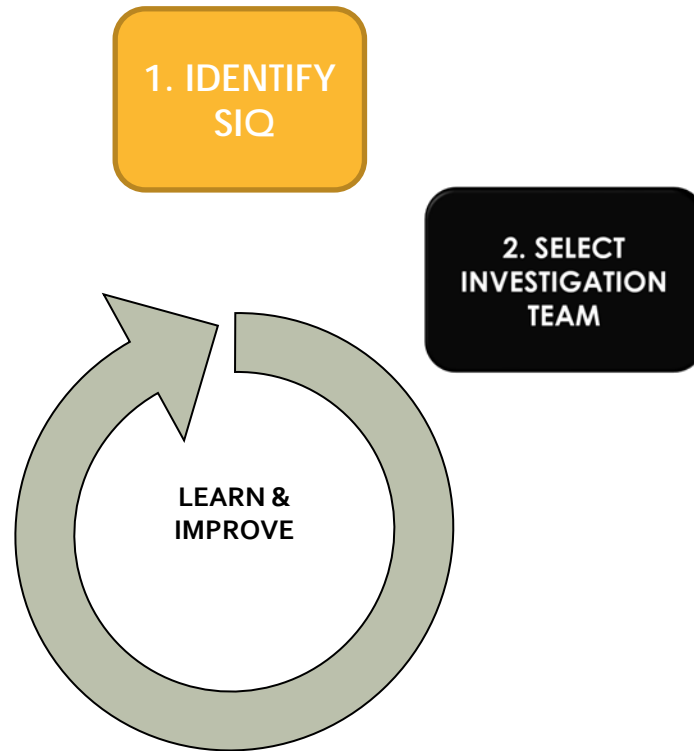 1. IDENTIFY
SIQ
2. SELECT
INVESTIGATION
TEAM
LEARN &
IMPROVE